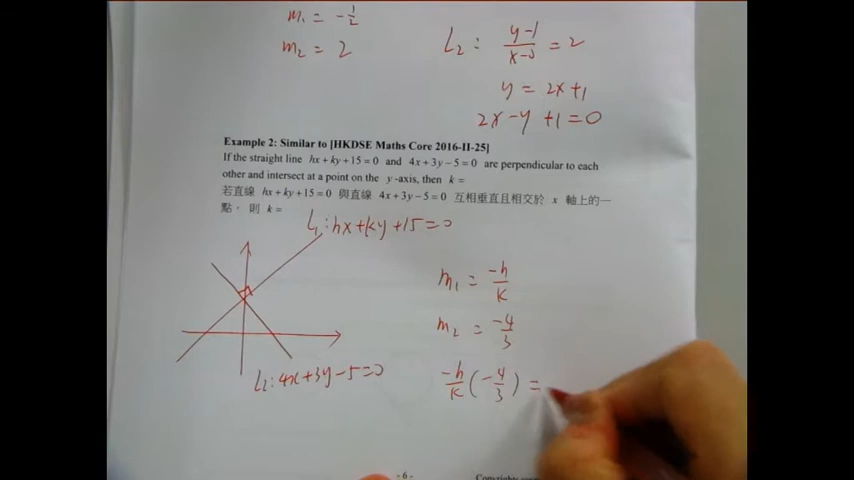 m₁ = -1/2
m₂ = 2
L₂ : (y-1)/(x-0) = 2
y = 2x+1
2x-y+1=0
Example 2: Similar to [HKDSE Maths Core 2016-II-25]
If the straight line hx+ky+15=0 and 4x+3y-5=0 are perpendicular to each
other and intersect at a point on the y-axis, then k =
若直線 hx+ky+15=0 與直線 4x+3y-5=0 互相垂直且相交於 x 軸上的一
點，則 k =
L₁:hx+ky+15=0
m₁ = -h/k
m₂ = -4/3
L₂:4x+3y-5=0
-h/k(-4/3) =
- 6 -